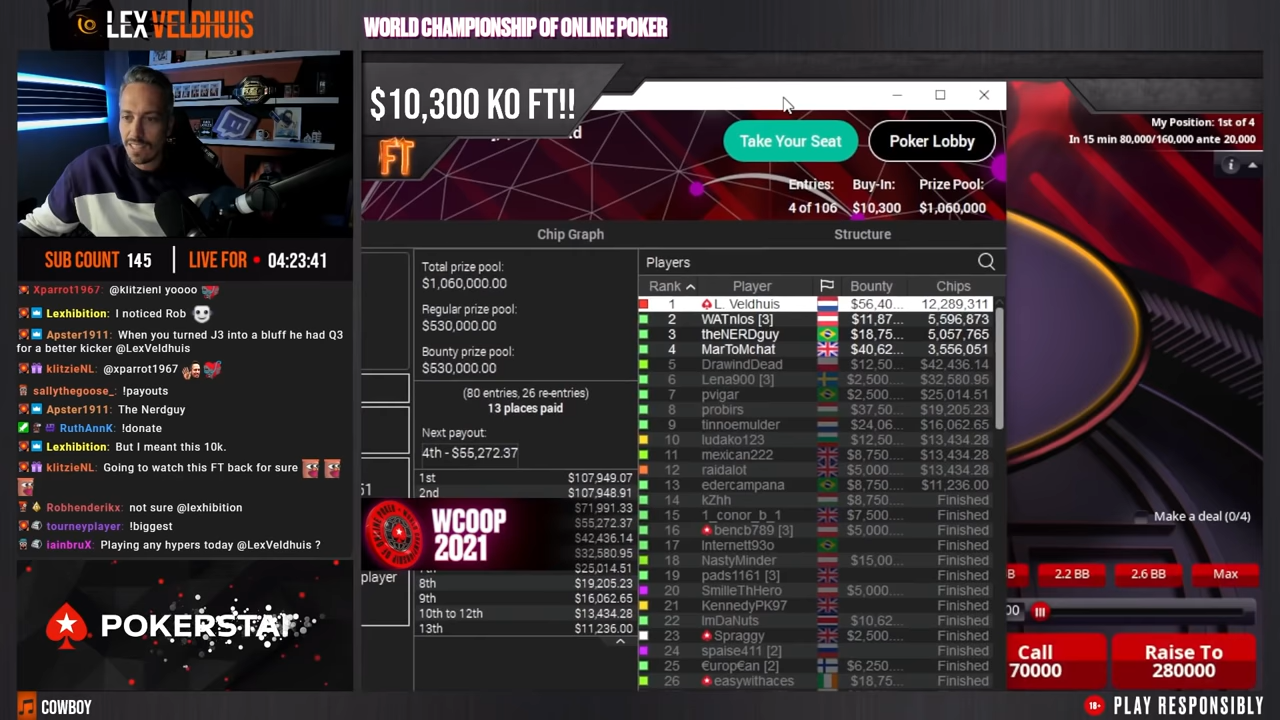 LEXVELDHUIS
WORLD CHAMPIONSHIP OF ONLINE POKER
$10,300 KO FT!!
FT
Take Your Seat
Poker Lobby
Entries: Buy-In: Prize Pool:
4 of 106 $10,300 $1,060,000
My Position: 1st of 4
In 15 min 80,000/160,000 ante 20,000
SUB COUNT 145 LIVE FOR • 04:23:41
Xparrot1967: @klitzienl yoooo
Lexhibition: I noticed Rob
Apster1911: When you turned J3 into a bluff he had Q3
for a better kicker @LexVeldhuis
klitzieNL: @xparrot1967
sallythegoose_: !payouts
Apster1911: The Nerdguy
RuthAnnK: !donate
Lexhibition: But I meant this 10k.
klitzieNL: Going to watch this FT back for sure
Robhenderikx: not sure @lexhibition
tourneyplayer: !biggest
iainbruX: Playing any hypers today @LexVeldhuis ?
POKERSTA
COWBOY
Chip Graph
Structure
Total prize pool:
$1,060,000.00
Regular prize pool:
$530,000.00
Bounty prize pool:
$530,000.00
(80 entries, 26 re-entries)
13 places paid
Next payout:
4th - $55,272.37
1st $107,949.07
2nd $107,948.91
$71,991.33
$55,272.37
$42,436.14
$32,580.95
$25,014.51
8th $19,205.23
9th $16,062.65
10th to 12th $13,434.28
13th $11,236.00
WCOOP
2021
player
Players
Rank Player Bounty Chips
1 L. Veldhuis $56,40... 12,289,311
2 WATnlos [3] $11,87... 5,596,873
3 theNERDguy $18,75... 5,057,765
4 MarToMchat $40,62... 3,556,051
5 DrawindDead $12,50... $42,436.14
6 Lena900 [3] $2,500... $32,580.95
7 pvigar $2,500... $25,014.51
8 probirs $37,50... $19,205.23
9 tinnoemulder $24,06... $16,062.65
10 ludako123 $12,50... $13,434.28
11 mexican222 $8,750... $13,434.28
12 raidalot $5,000... $13,434.28
13 edercampana $8,750... $11,236.00
14 kZhh $8,750... Finished
15 1_conor_b_1 $7,500... Finished
16 bencb789 [3] $5,000... Finished
17 Internett93o Finished
18 NastyMinder $15,00... Finished
19 pads1161 [3] Finished
20 SmilleThHero $5,000... Finished
21 KennedyPK97 Finished
22 ImDaNuts $10,62... Finished
23 Spraggy $2,500... Finished
24 spaise411 [2] Finished
25 €urop€an [2] $6,250... Finished
26 easywithaces $18,75... Finished
Make a deal (0/4)
B 2.2 BB 2.6 BB Max
Call
70000
Raise To
280000
18+ PLAY RESPONSIBLY